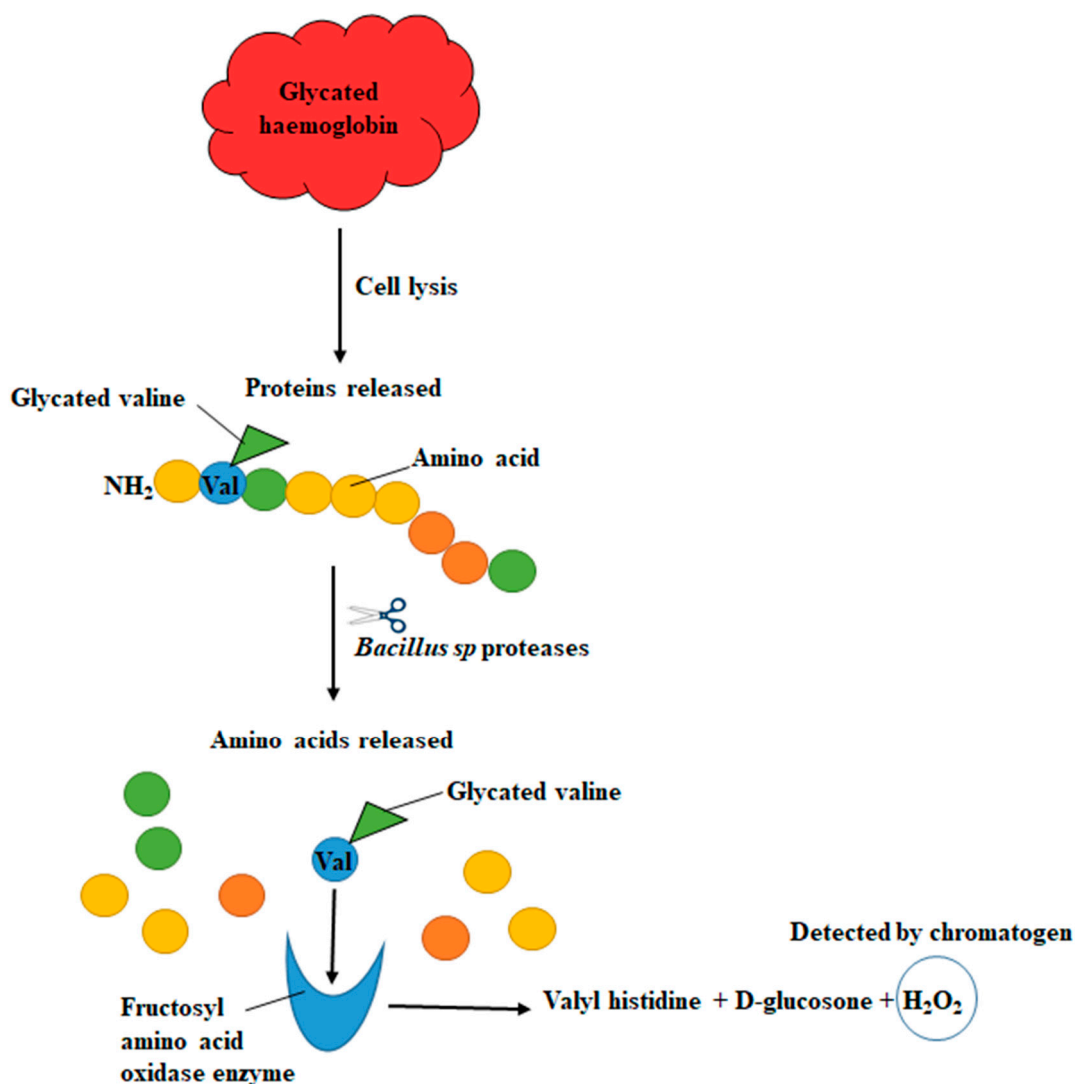 Glycated
haemoglobin
Cell lysis
Proteins released
Glycated valine
Amino acid
NH₂
Val
Bacillus sp proteases
Amino acids released
Glycated valine
Val
Detected by chromatogen
Fructosyl
amino acid
oxidase enzyme
Valyl histidine + D-glucosone + H₂O₂